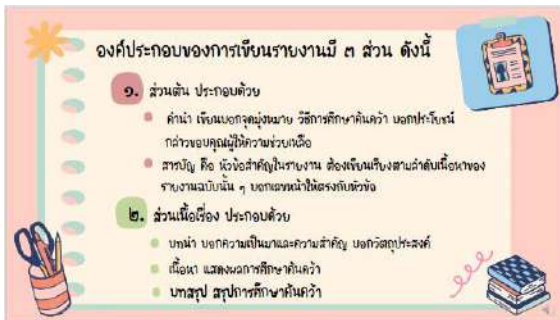 องค์ประกอบของการเขียนรายงานมี ๓ ส่วน ดังนี้
๑. ส่วนต้น ประกอบด้วย
คำนำ เขียนบอกจุดมุ่งหมาย วิธีการศึกษาค้นคว้า บอกประโยชน์
กล่าวขอบคุณผู้ให้ความช่วยเหลือ
สารบัญ คือ หัวข้อสำคัญในรายงาน ต้องเขียนเรียงตามลำดับเนื้อหาของ
รายงานฉบับนั้น ๆ บอกเลขหน้าให้ตรงกับหัวข้อ
๒. ส่วนเนื้อเรื่อง ประกอบด้วย
บทนำ บอกความเป็นมาและความสำคัญ บอกวัตถุประสงค์
เนื้อหา แสดงผลการศึกษาค้นคว้า
บทสรุป สรุปการศึกษาค้นคว้า